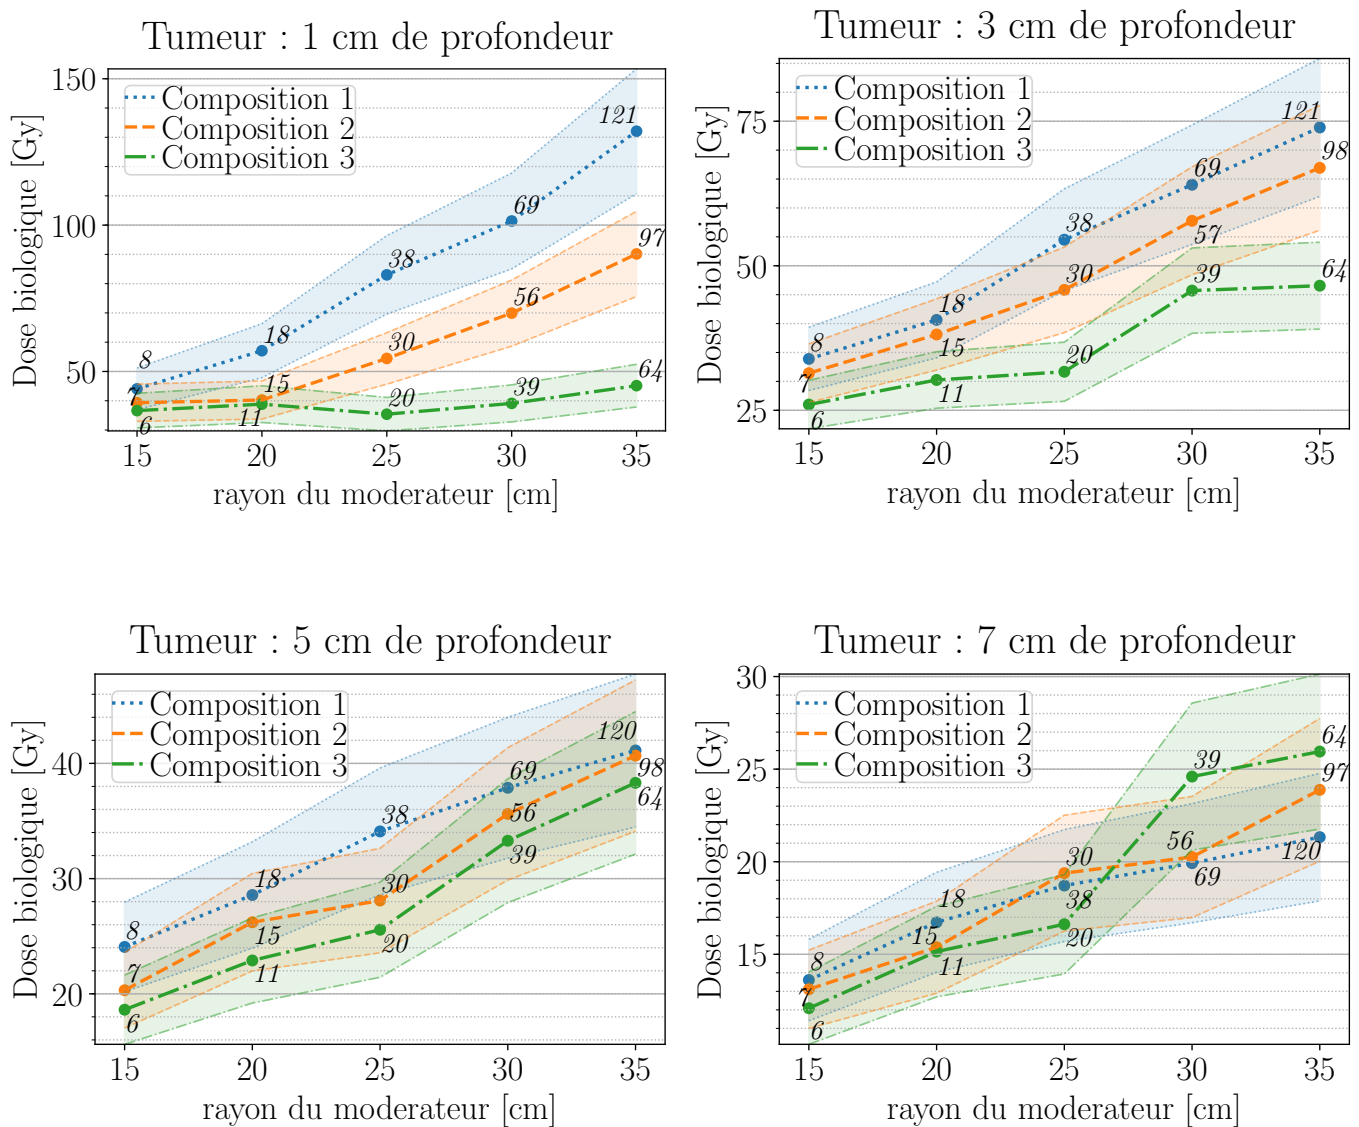 Tumeur : 1 cm de profondeur
150
100
50
Dose biologique [Gy]
Composition 1
Composition 2
Composition 3
8
18
38
69
121
7
15
30
56
97
6
11
20
39
64
15 20 25 30 35
rayon du moderateur [cm]
Tumeur : 3 cm de profondeur
75
50
25
Dose biologique [Gy]
Composition 1
Composition 2
Composition 3
8
18
38
69
121
7
15
30
57
98
6
11
20
39
64
15 20 25 30 35
rayon du moderateur [cm]
Tumeur : 5 cm de profondeur
40
30
20
Dose biologique [Gy]
Composition 1
Composition 2
Composition 3
8
18
38
69
120
7
15
30
56
98
6
11
20
39
64
15 20 25 30 35
rayon du moderateur [cm]
Tumeur : 7 cm de profondeur
30
25
20
15
Dose biologique [Gy]
Composition 1
Composition 2
Composition 3
8
18
38
69
120
7
15
30
56
97
6
11
20
39
64
15 20 25 30 35
rayon du moderateur [cm]